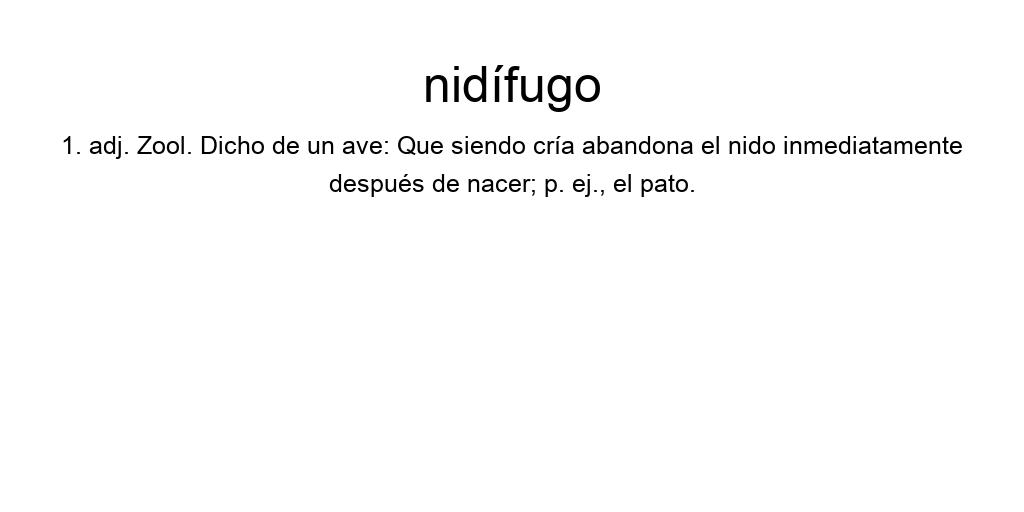 nidífugo
1. adj. Zool. Dicho de un ave: Que siendo cría abandona el nido inmediatamente
después de nacer; p. ej., el pato.